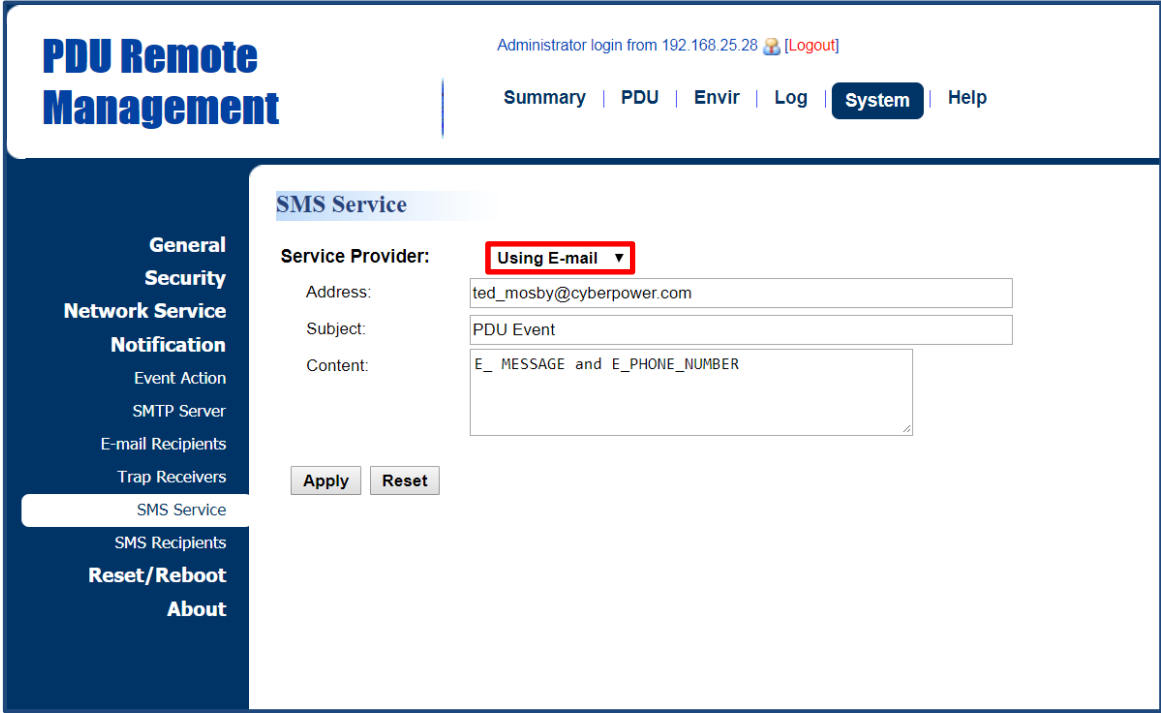 PDU Remote
Management
Administrator login from 192.168.25.28 [Logout]
Summary | PDU | Envir | Log | System | Help
General
Security
Network Service
Notification
Event Action
SMTP Server
E-mail Recipients
Trap Receivers
SMS Service
SMS Recipients
Reset/Reboot
About
SMS Service
Service Provider: Using E-mail ▼
Address: ted_mosby@cyberpower.com
Subject: PDU Event
Content: E_ MESSAGE and E_PHONE_NUMBER
Apply Reset